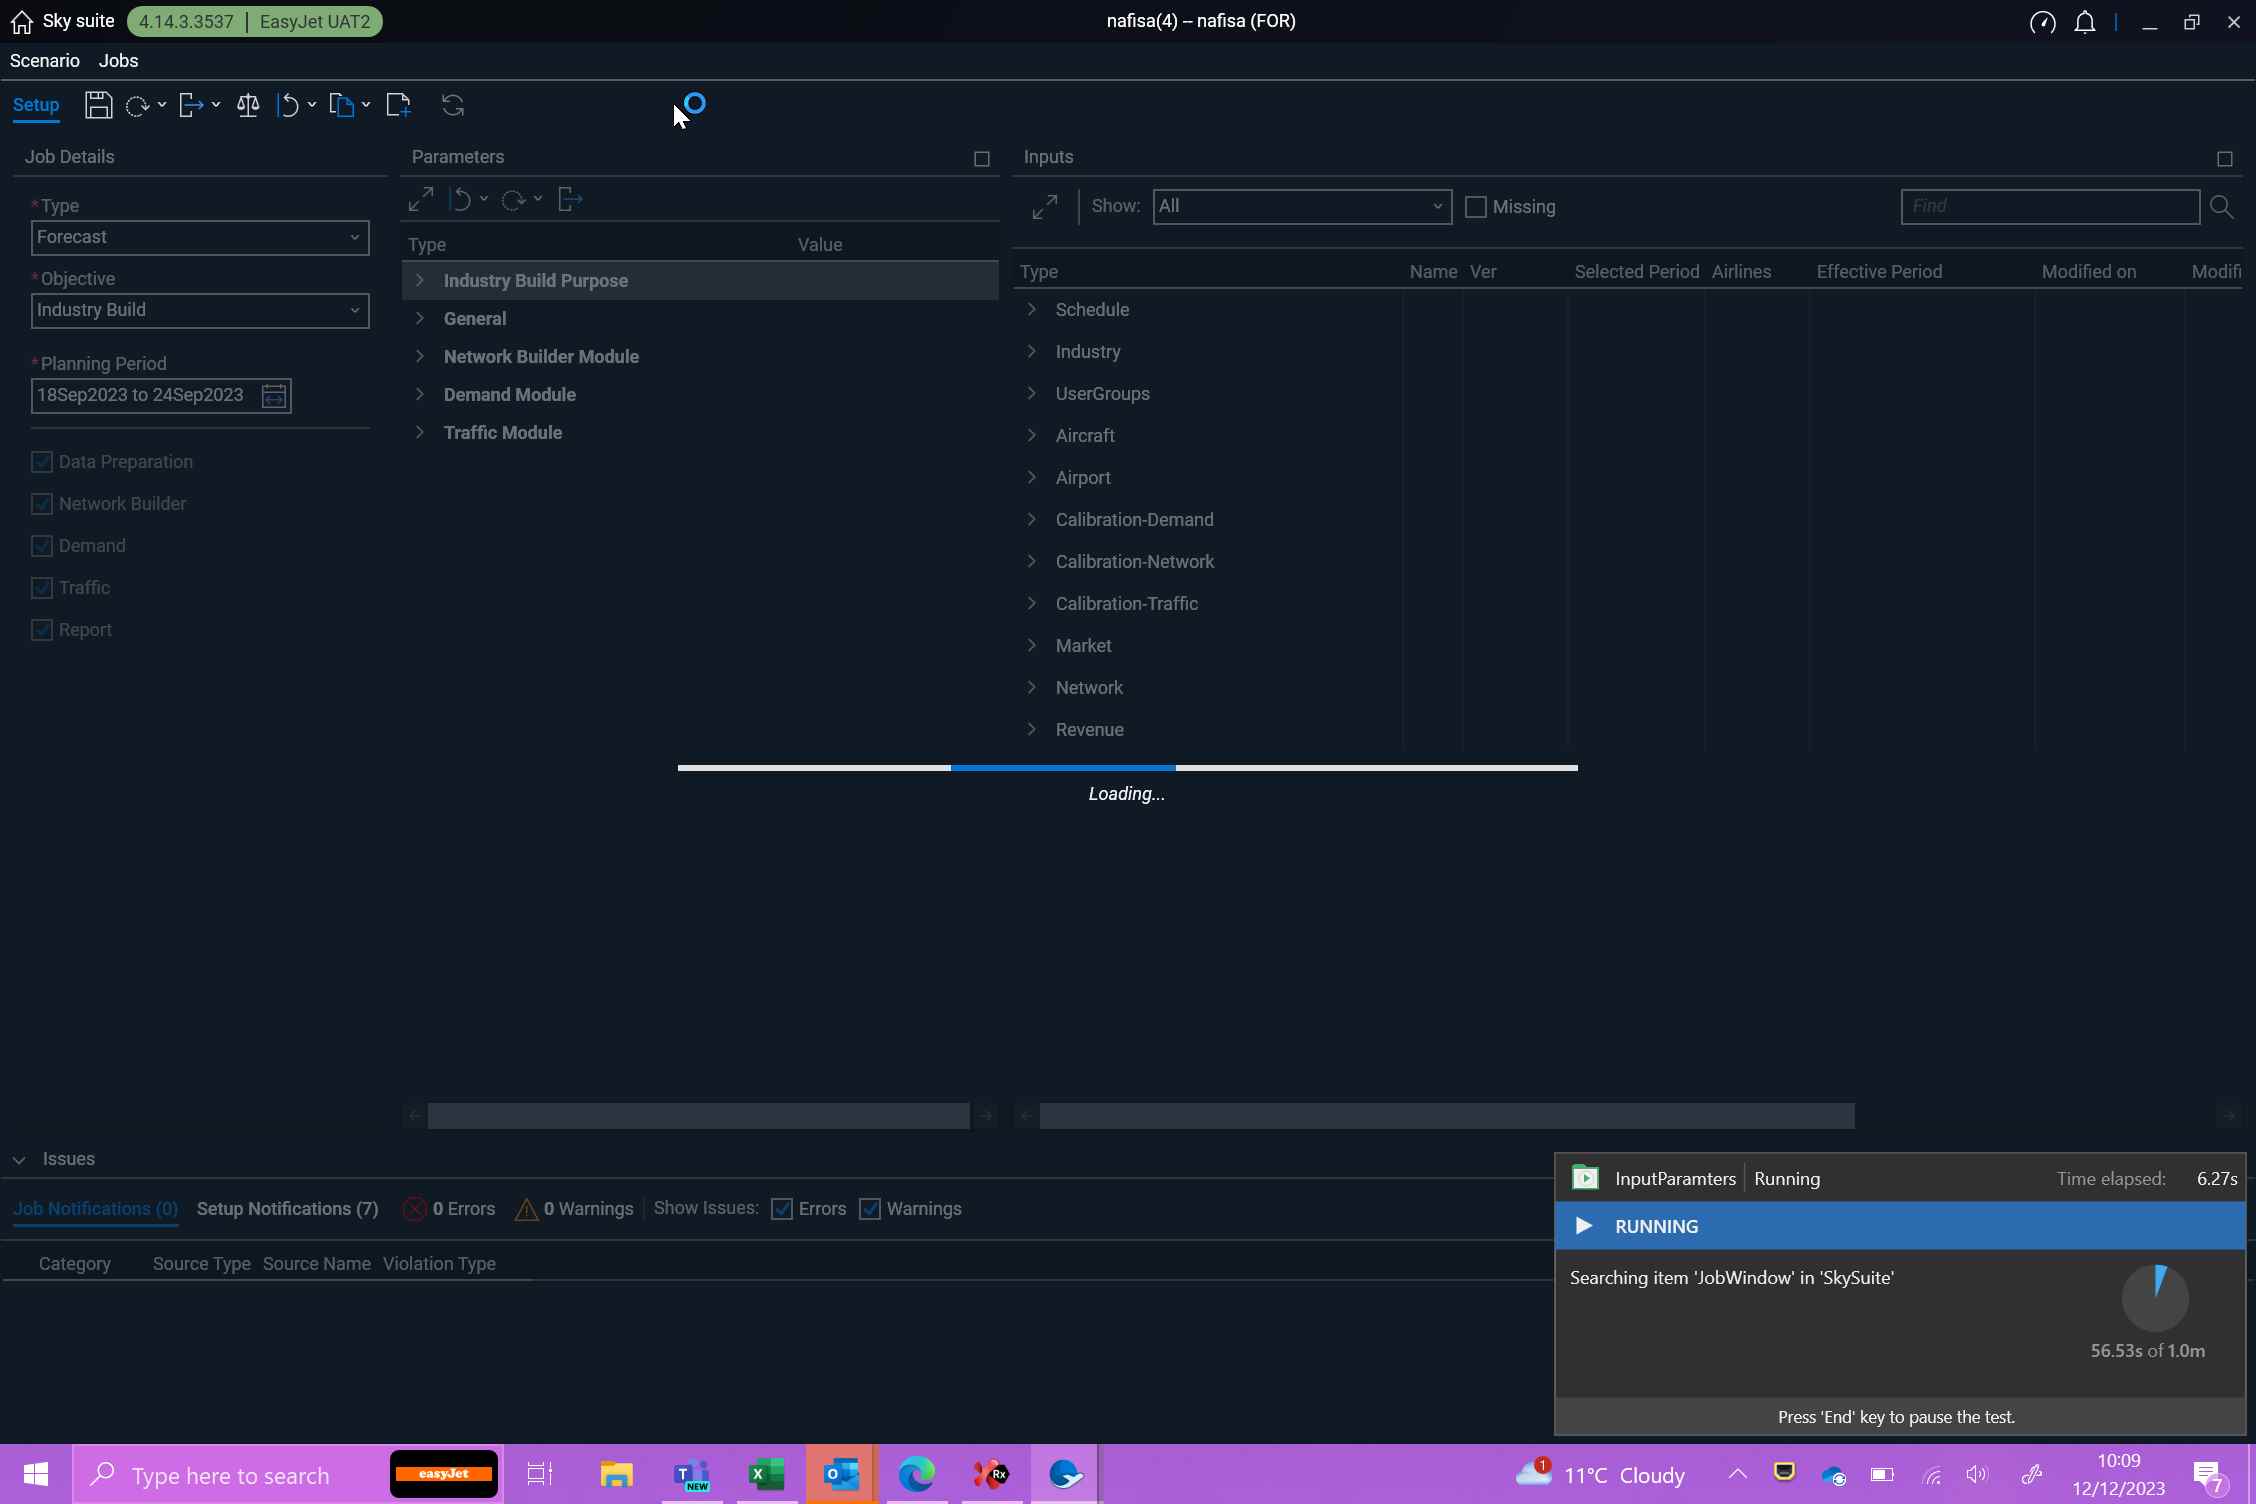 Sky suite 4.14.3.3537 | EasyJet UAT2 nafisa(4) – nafisa (FOR)
Scenario Jobs
Setup
Job Details Parameters Inputs
*Type
Forecast
*Objective
Industry Build
*Planning Period
18Sep2023 to 24Sep2023
Data Preparation
Network Builder
Demand
Traffic
Report
Type Value
Industry Build Purpose
General
Network Builder Module
Demand Module
Traffic Module
Show: All Missing Find
Type Name Ver Selected Period Airlines Effective Period Modified on Modifi
Schedule
Industry
UserGroups
Aircraft
Airport
Calibration-Demand
Calibration-Network
Calibration-Traffic
Market
Network
Revenue
Loading...
Issues
Job Notifications (0) Setup Notifications (7) 0 Errors 0 Warnings Show Issues: Errors Warnings
Category Source Type Source Name Violation Type
InputParamters Running Time elapsed: 6.27s
RUNNING
Searching item 'JobWindow' in 'SkySuite'
56.53s of 1.0m
Press 'End' key to pause the test.
Type here to search easyJet T NEW X O Rx 1 11°C Cloudy 10:09
12/12/2023 7